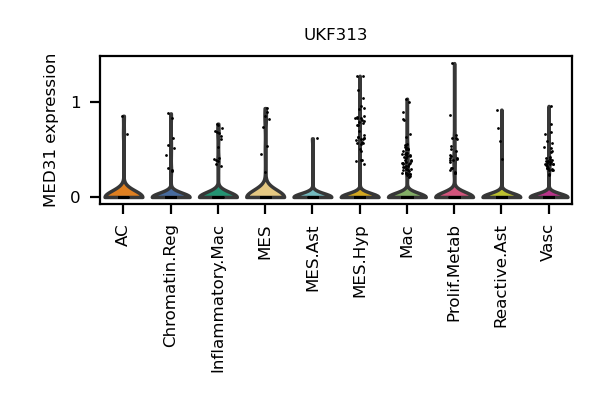 UKF313
MED31 expression
1
0
AC
Chromatin.Reg
Inflammatory.Mac
MES
MES.Ast
MES.Hyp
Mac
Prolif.Metab
Reactive.Ast
Vasc